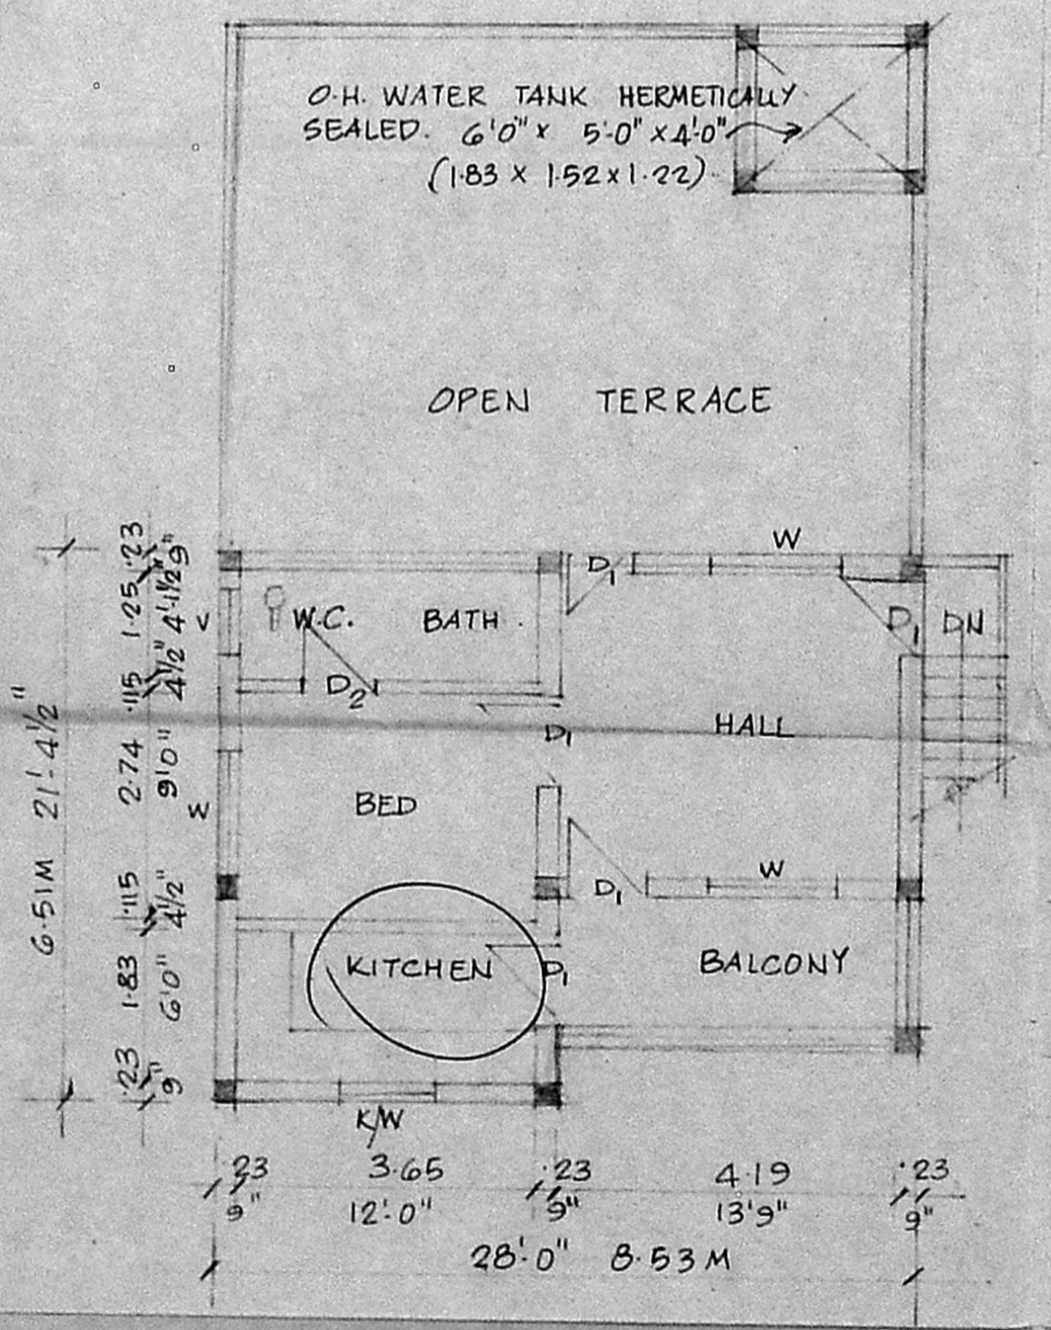 O.H. WATER TANK HERMETICALLY
SEALED. 6'0" x 5'-0" x 4'-0"
(1.83 x 1.52 x 1.22)
OPEN TERRACE
W
D1
W.C. BATH
D1 DN
D2
HALL
D1
BED
W
D1
KITCHEN
D1
BALCONY
K/W
V
W
.23 1.25 .115 2.74 .115 1.83 .23
9" 4'-1½" 4½" 9'0" 4½" 6'0" 9"
6.51M 21'-4½"
.23 3.65 .23 4.19 .23
9" 12'-0" 9" 13'9" 9"
28'-0" 8.53M